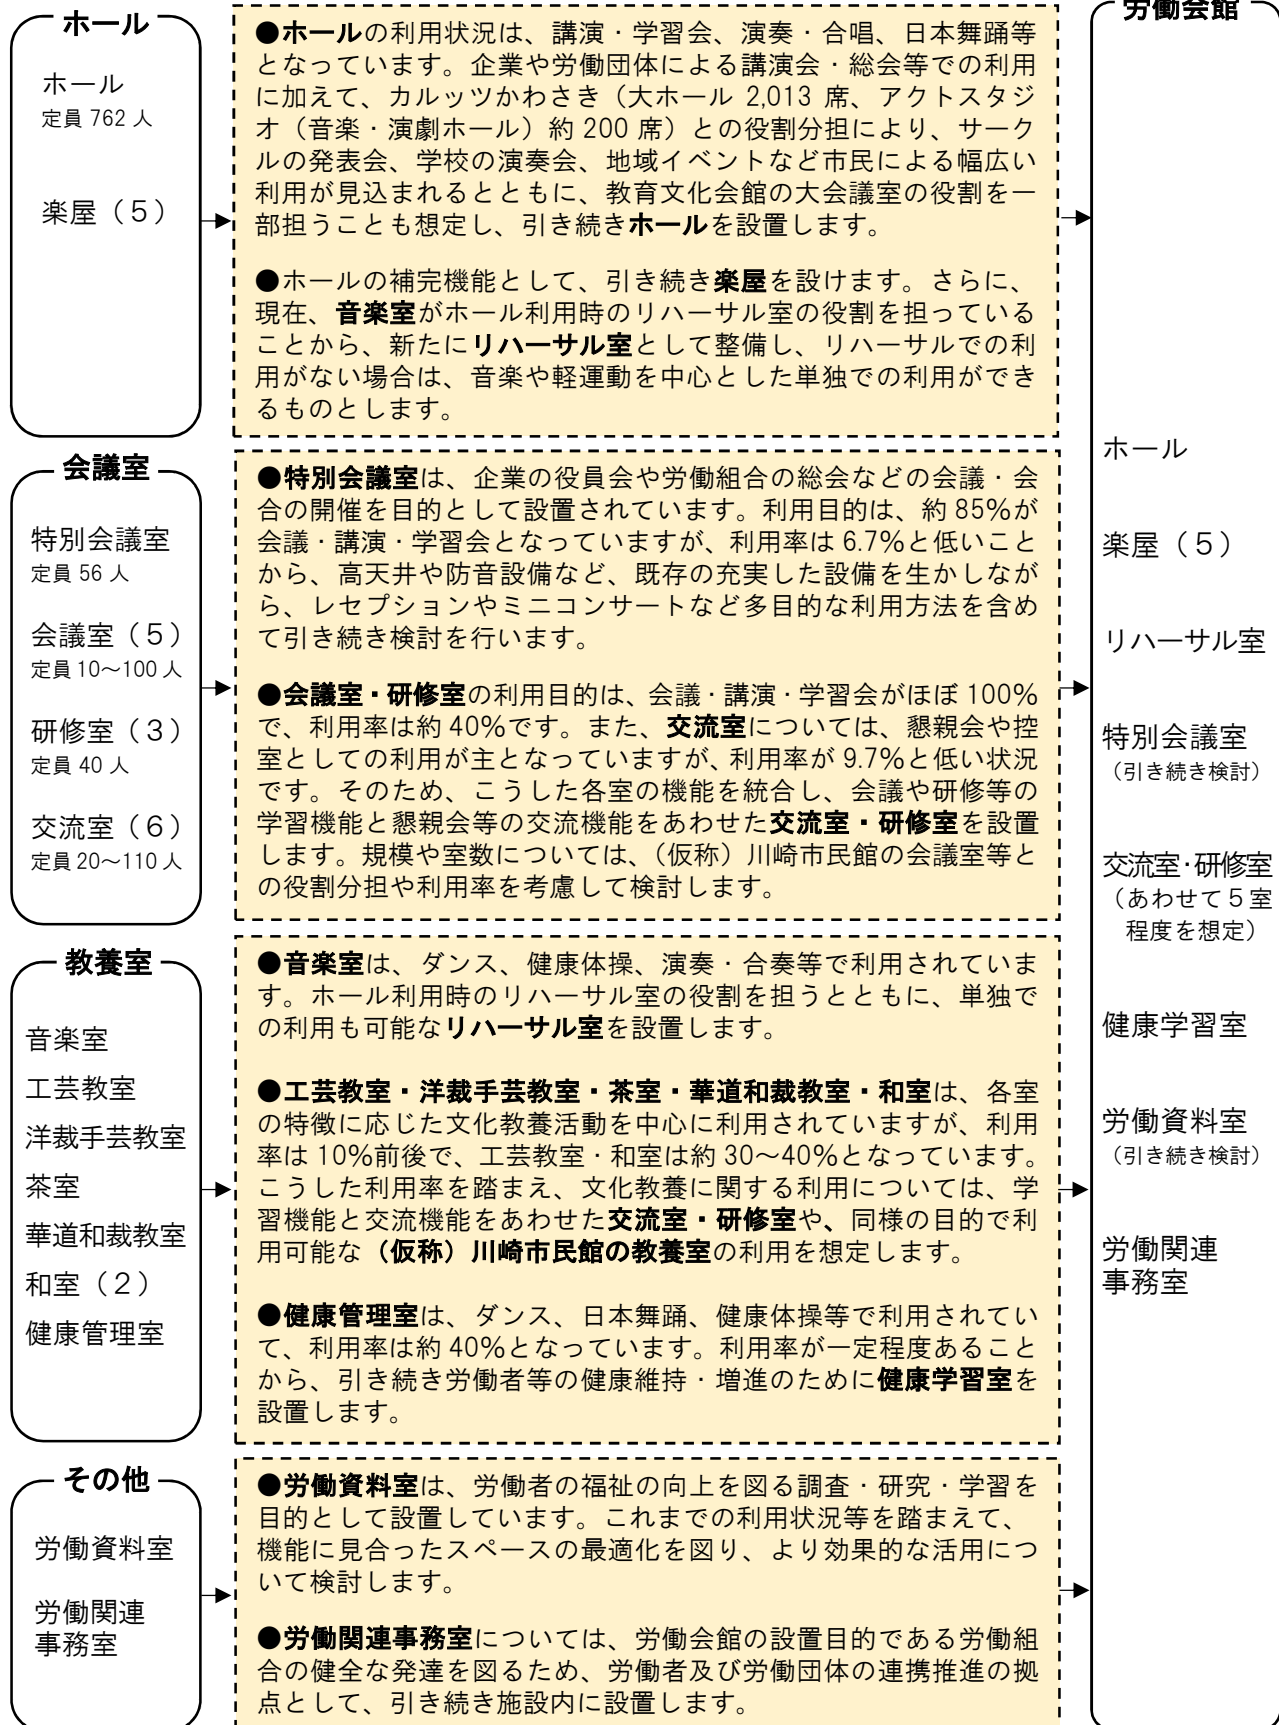 ホール
ホール
定員 762 人
楽屋（５）
●ホールの利用状況は、講演・学習会、演奏・合唱、日本舞踊等
となっています。企業や労働団体による講演会・総会等での利用
に加えて、カルッツかわさき（大ホール 2,013 席、アクトスタジ
オ（音楽・演劇ホール）約 200 席）との役割分担により、サーク
ルの発表会、学校の演奏会、地域イベントなど市民による幅広い
利用が見込まれるとともに、教育文化会館の大会議室の役割を一
部担うことも想定し、引き続きホールを設置します。
●ホールの補完機能として、引き続き楽屋を設けます。さらに、
現在、音楽室がホール利用時のリハーサル室の役割を担っている
ことから、新たにリハーサル室として整備し、リハーサルでの利
用がない場合は、音楽や軽運動を中心とした単独での利用ができ
るものとします。
会議室
特別会議室
定員 56 人
会議室（５）
定員 10～100 人
研修室（３）
定員 40 人
交流室（６）
定員 20～110 人
●特別会議室は、企業の役員会や労働組合の総会などの会議・会
合の開催を目的として設置されています。利用目的は、約 85%が
会議・講演・学習会となっていますが、利用率は 6.7%と低いこと
から、高天井や防音設備など、既存の充実した設備を生かしなが
ら、レセプションやミニコンサートなど多目的な利用方法を含め
て引き続き検討を行います。
●会議室・研修室の利用目的は、会議・講演・学習会がほぼ 100%
で、利用率は約 40%です。また、交流室については、懇親会や控
室としての利用が主となっていますが、利用率が 9.7%と低い状況
です。そのため、こうした各室の機能を統合し、会議や研修等の
学習機能と懇親会等の交流機能をあわせた交流室・研修室を設置
します。規模や室数については、（仮称）川崎市民館の会議室等と
の役割分担や利用率を考慮して検討します。
教養室
音楽室
工芸教室
洋裁手芸教室
茶室
華道和裁教室
和室（２）
健康管理室
●音楽室は、ダンス、健康体操、演奏・合奏等で利用されていま
す。ホール利用時のリハーサル室の役割を担うとともに、単独で
の利用も可能なリハーサル室を設置します。
●工芸教室・洋裁手芸教室・茶室・華道和裁教室・和室は、各室
の特徴に応じた文化教養活動を中心に利用されていますが、利用
率は 10%前後で、工芸教室・和室は約 30～40%となっています。
こうした利用率を踏まえ、文化教養に関する利用については、学
習機能と交流機能をあわせた交流室・研修室や、同様の目的で利
用可能な（仮称）川崎市民館の教養室の利用を想定します。
●健康管理室は、ダンス、日本舞踊、健康体操等で利用されてい
て、利用率は約 40%となっています。利用率が一定程度あること
から、引き続き労働者等の健康維持・増進のために健康学習室を
設置します。
その他
労働資料室
労働関連
事務室
●労働資料室は、労働者の福祉の向上を図る調査・研究・学習を
目的として設置しています。これまでの利用状況等を踏まえて、
機能に見合ったスペースの最適化を図り、より効果的な活用につ
いて検討します。
●労働関連事務室については、労働会館の設置目的である労働組
合の健全な発達を図るため、労働者及び労働団体の連携推進の拠
点として、引き続き施設内に設置します。
労働会館
ホール
楽屋（５）
リハーサル室
特別会議室
（引き続き検討）
交流室・研修室
（あわせて５室
程度を想定）
健康学習室
労働資料室
（引き続き検討）
労働関連
事務室